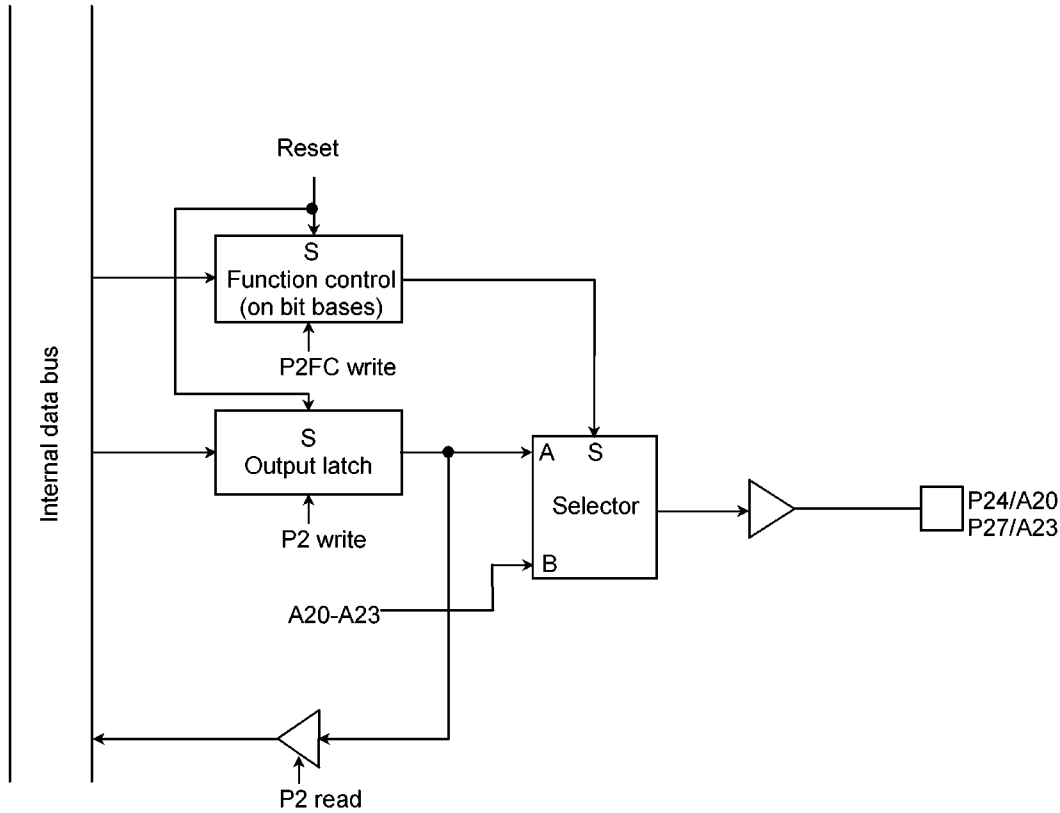 Reset
S
Function control
(on bit bases)
P2FC write
Internal data bus
S
Output latch
P2 write
A
S
Selector
B
P24/A20
P27/A23
A20-A23
P2 read